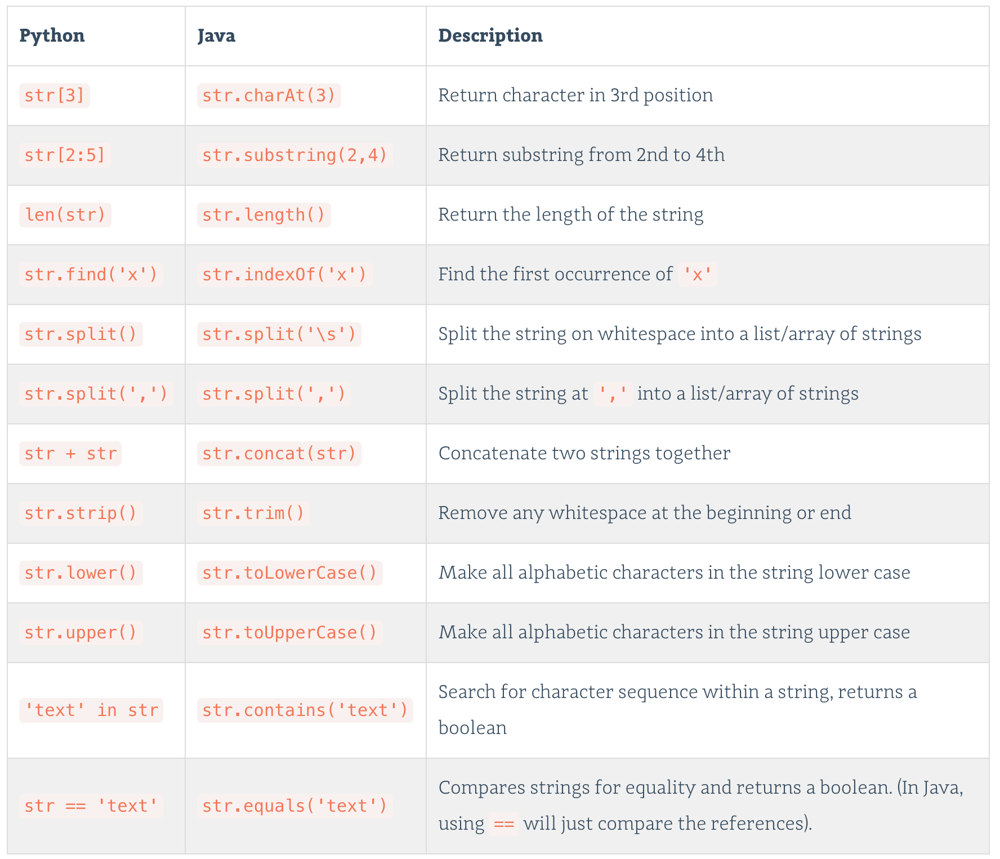 Python Java Description
str[3] str.charAt(3) Return character in 3rd position
str[2:5] str.substring(2,4) Return substring from 2nd to 4th
len(str) str.length() Return the length of the string
str.find('x') str.indexOf('x') Find the first occurrence of 'x'
str.split() str.split('\s') Split the string on whitespace into a list/array of strings
str.split(',') str.split(',') Split the string at ',' into a list/array of strings
str + str str.concat(str) Concatenate two strings together
str.strip() str.trim() Remove any whitespace at the beginning or end
str.lower() str.toLowerCase() Make all alphabetic characters in the string lower case
str.upper() str.toUpperCase() Make all alphabetic characters in the string upper case
'text' in str str.contains('text') Search for character sequence within a string, returns a
boolean
str == 'text' str.equals('text') Compares strings for equality and returns a boolean. (In Java,
using == will just compare the references).